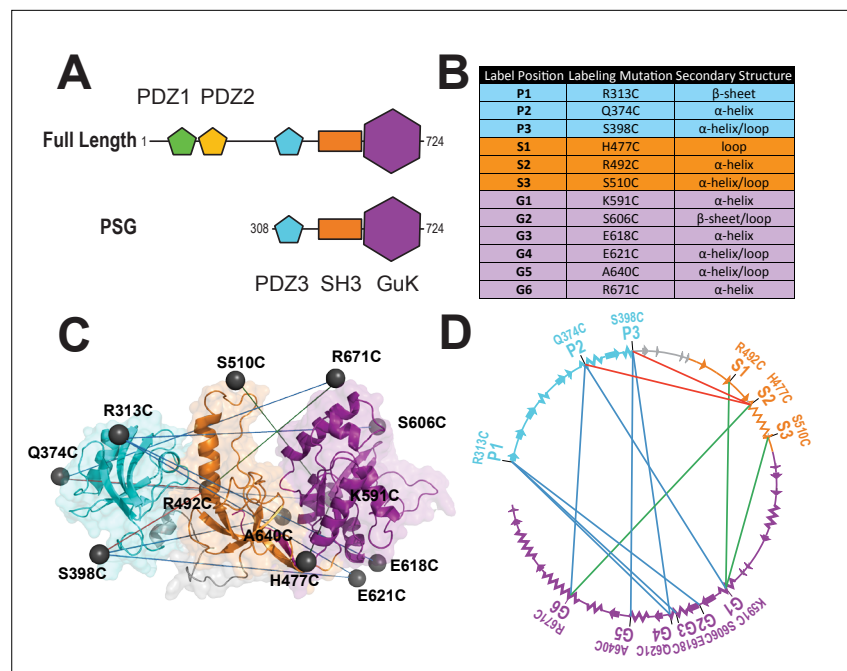 A
PDZ1 PDZ2
Full Length 1 724
PSG 308 724
PDZ3 SH3 GuK
B
Label Position Labeling Mutation Secondary Structure
P1 R313C β-sheet
P2 Q374C α-helix
P3 S398C α-helix/loop
S1 H477C loop
S2 R492C α-helix
S3 S510C α-helix/loop
G1 K591C α-helix
G2 S606C β-sheet/loop
G3 E618C α-helix
G4 E621C α-helix/loop
G5 A640C α-helix/loop
G6 R671C α-helix
C
S510C
R671C
R313C
S606C
Q374C
R492C
K591C
A640C
S398C
H477C
E618C
E621C
D
R313C
P1
Q374C
P2
S398C
P3
R492C
S1
H477C
S2
S510C
S3
K591C
G1
S606C
G2
E618C
G3
Q621C
G4
A640C
G5
R671C
G6